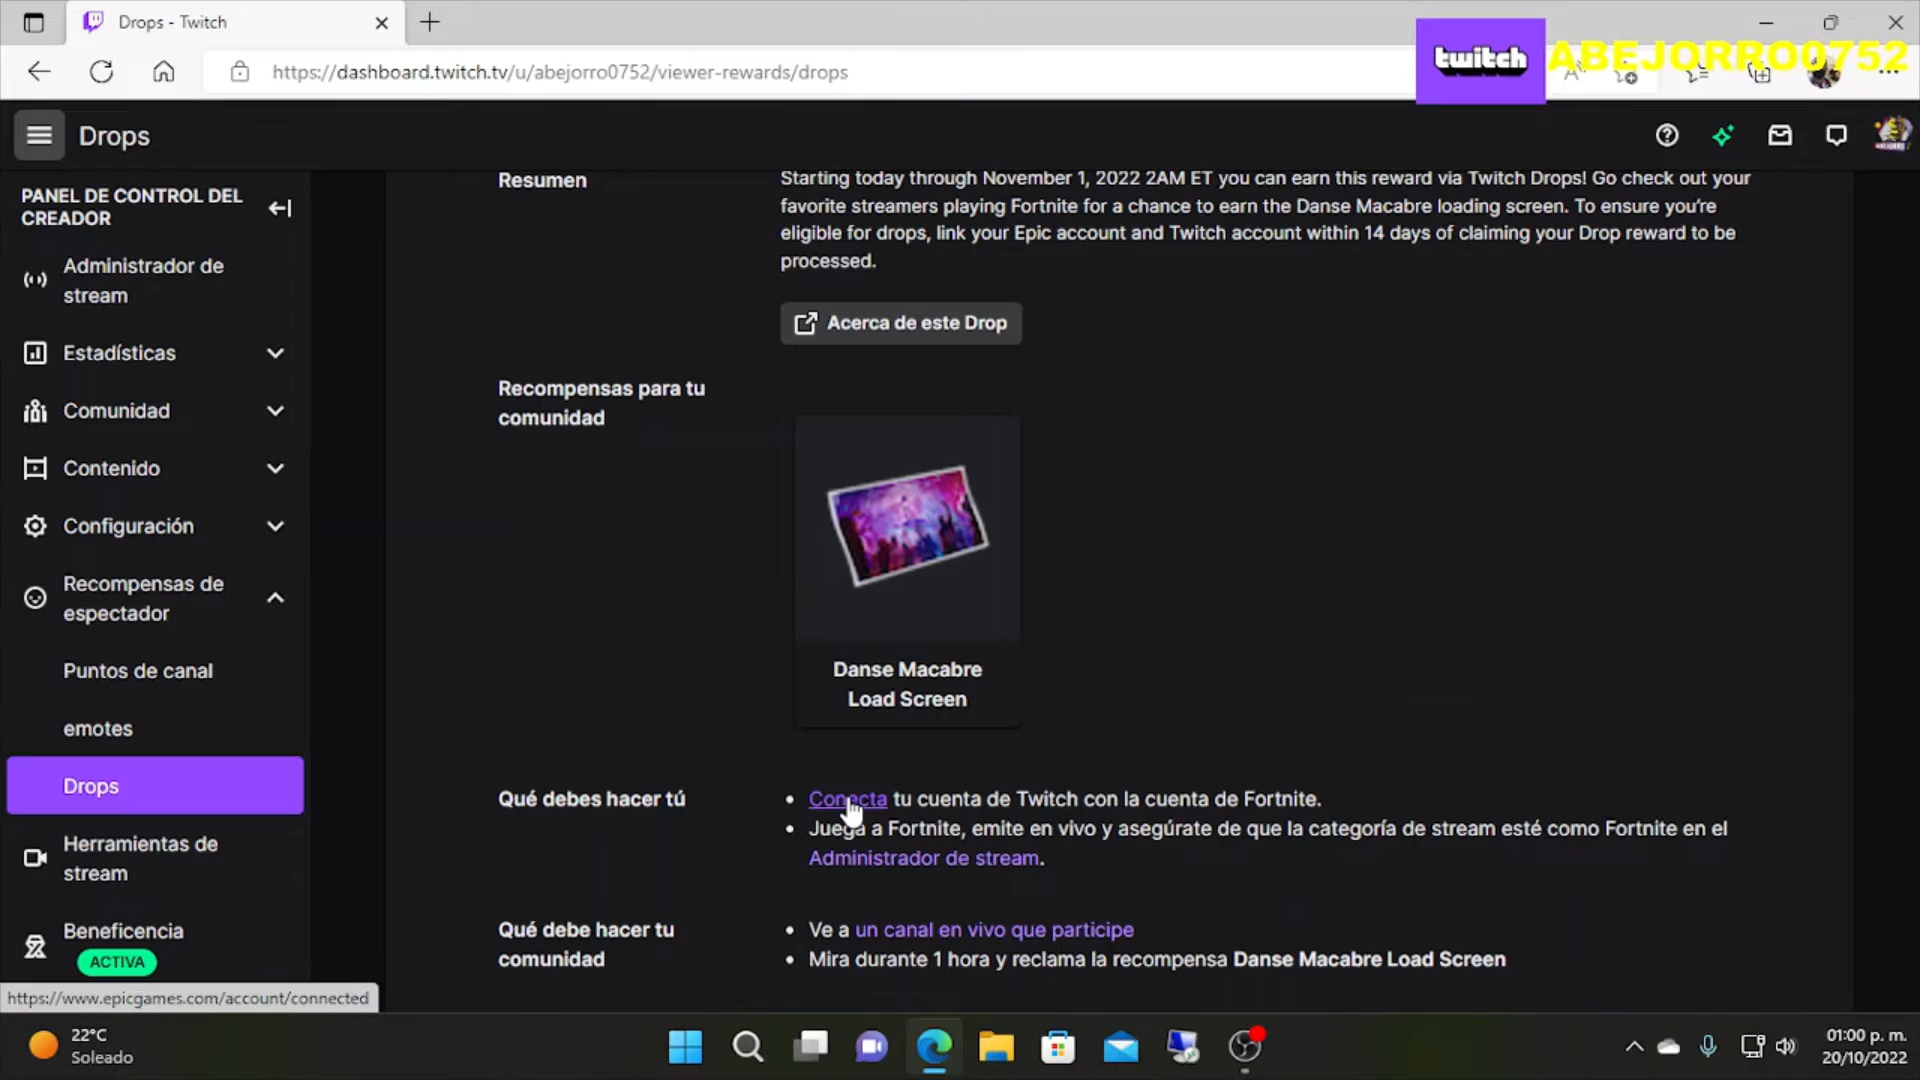 Drops - Twitch
https://dashboard.twitch.tv/u/abejorro0752/viewer-rewards/drops
twitch
ABEJORRO0752
Drops
PANEL DE CONTROL DEL
CREADOR
Administrador de
stream
Estadísticas
Comunidad
Contenido
Configuración
Recompensas de
espectador
Puntos de canal
emotes
Drops
Herramientas de
stream
Beneficencia
ACTIVA
https://www.epicgames.com/account/connected
Resumen
Starting today through November 1, 2022 2AM ET you can earn this reward via Twitch Drops! Go check out your
favorite streamers playing Fortnite for a chance to earn the Danse Macabre loading screen. To ensure you’re
eligible for drops, link your Epic account and Twitch account within 14 days of claiming your Drop reward to be
processed.
Acerca de este Drop
Recompensas para tu
comunidad
Danse Macabre
Load Screen
Qué debes hacer tú
Conecta tu cuenta de Twitch con la cuenta de Fortnite.
Juega a Fortnite, emite en vivo y asegúrate de que la categoría de stream esté como Fortnite en el
Administrador de stream.
Qué debe hacer tu
comunidad
Ve a un canal en vivo que participe
Mira durante 1 hora y reclama la recompensa Danse Macabre Load Screen
22°C
Soleado
01:00 p. m.
20/10/2022